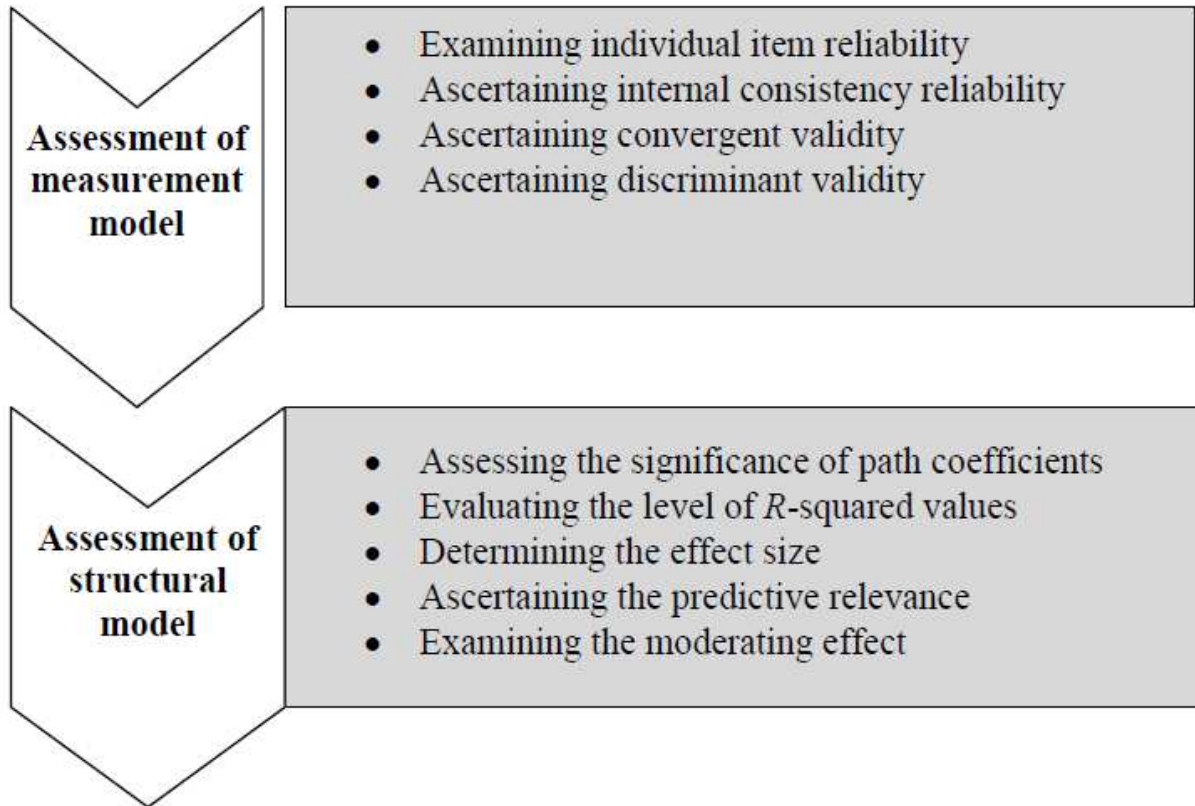 Assessment of
measurement
model
• Examining individual item reliability
• Ascertaining internal consistency reliability
• Ascertaining convergent validity
• Ascertaining discriminant validity
Assessment of
structural
model
• Assessing the significance of path coefficients
• Evaluating the level of R-squared values
• Determining the effect size
• Ascertaining the predictive relevance
• Examining the moderating effect